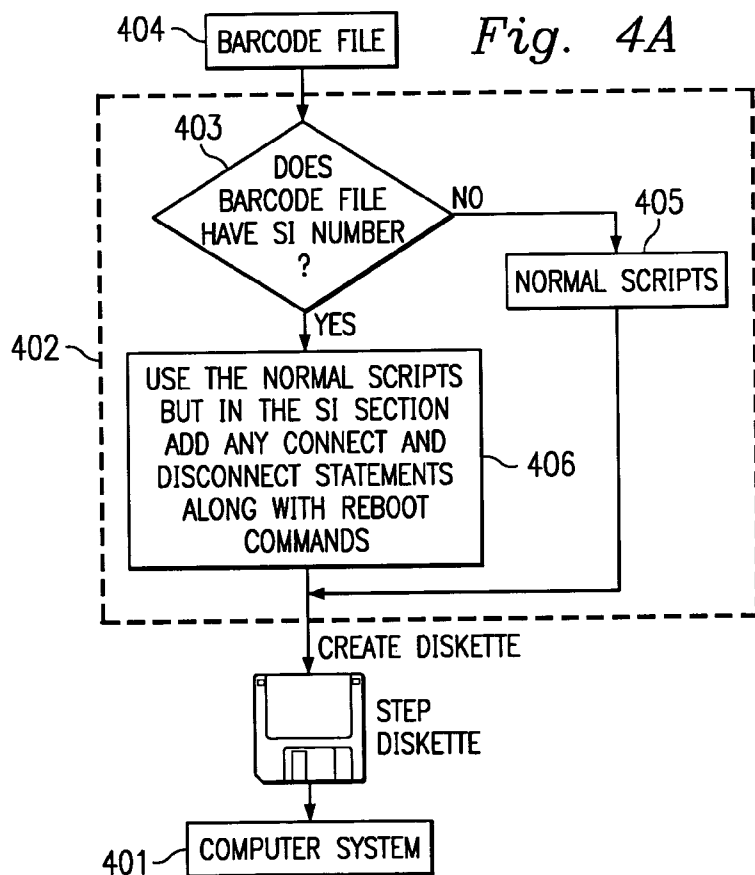 Fig. 4A
404
BARCODE FILE
402
403
DOES
BARCODE FILE
HAVE SI NUMBER
?
NO
405
NORMAL SCRIPTS
YES
USE THE NORMAL SCRIPTS
BUT IN THE SI SECTION
ADD ANY CONNECT AND
DISCONNECT STATEMENTS
ALONG WITH REBOOT
COMMANDS
406
CREATE DISKETTE
STEP
DISKETTE
401
COMPUTER SYSTEM